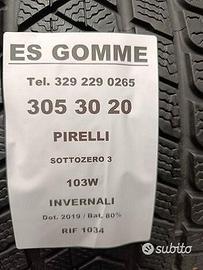 ES GOMME
Tel. 329 229 0265
305 30 20
PIRELLI
SOTTOZERO 3
103W
INVERNALI
Dot. 2019 / Bat. 80%
RIF 1034
subito